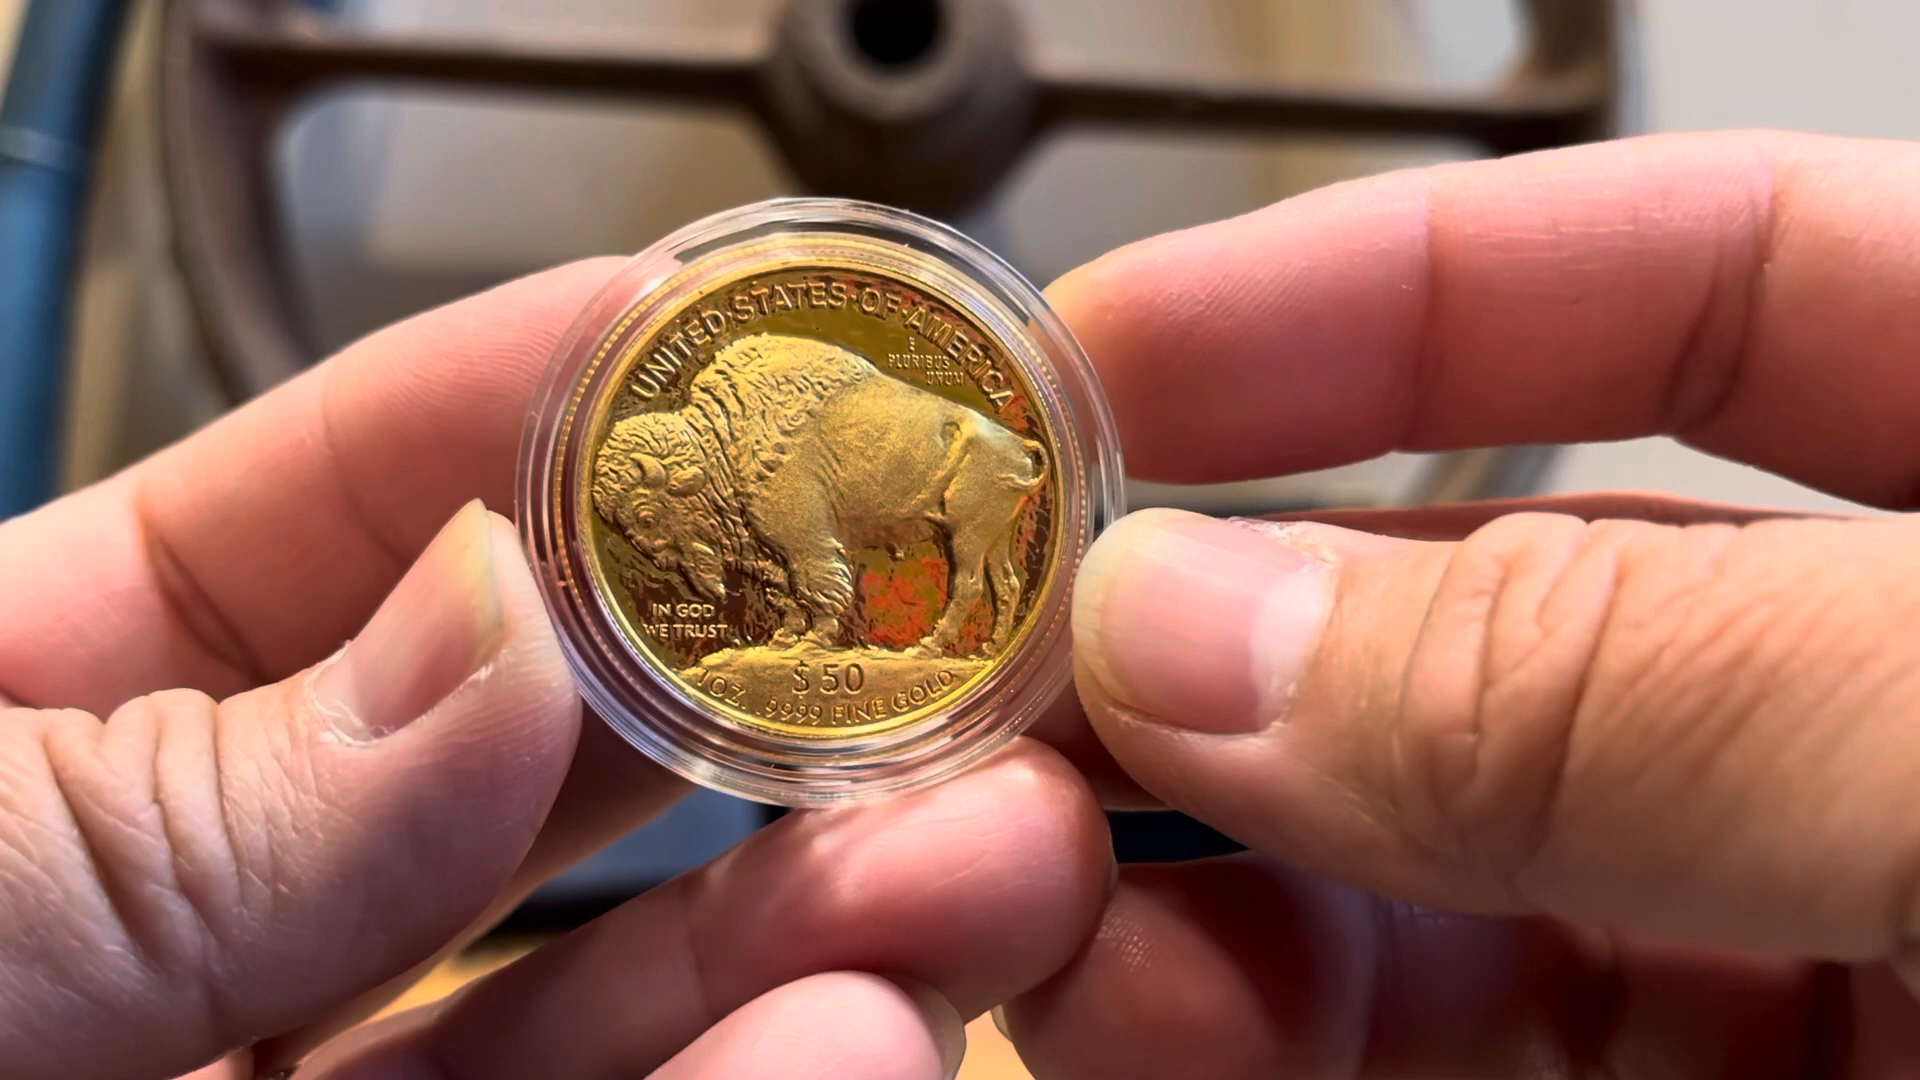 UNITED·STATES·OF·AMERICA
E
PLURIBUS
UNUM
IN GOD
WE TRUST
$50
1 OZ. .9999 FINE GOLD